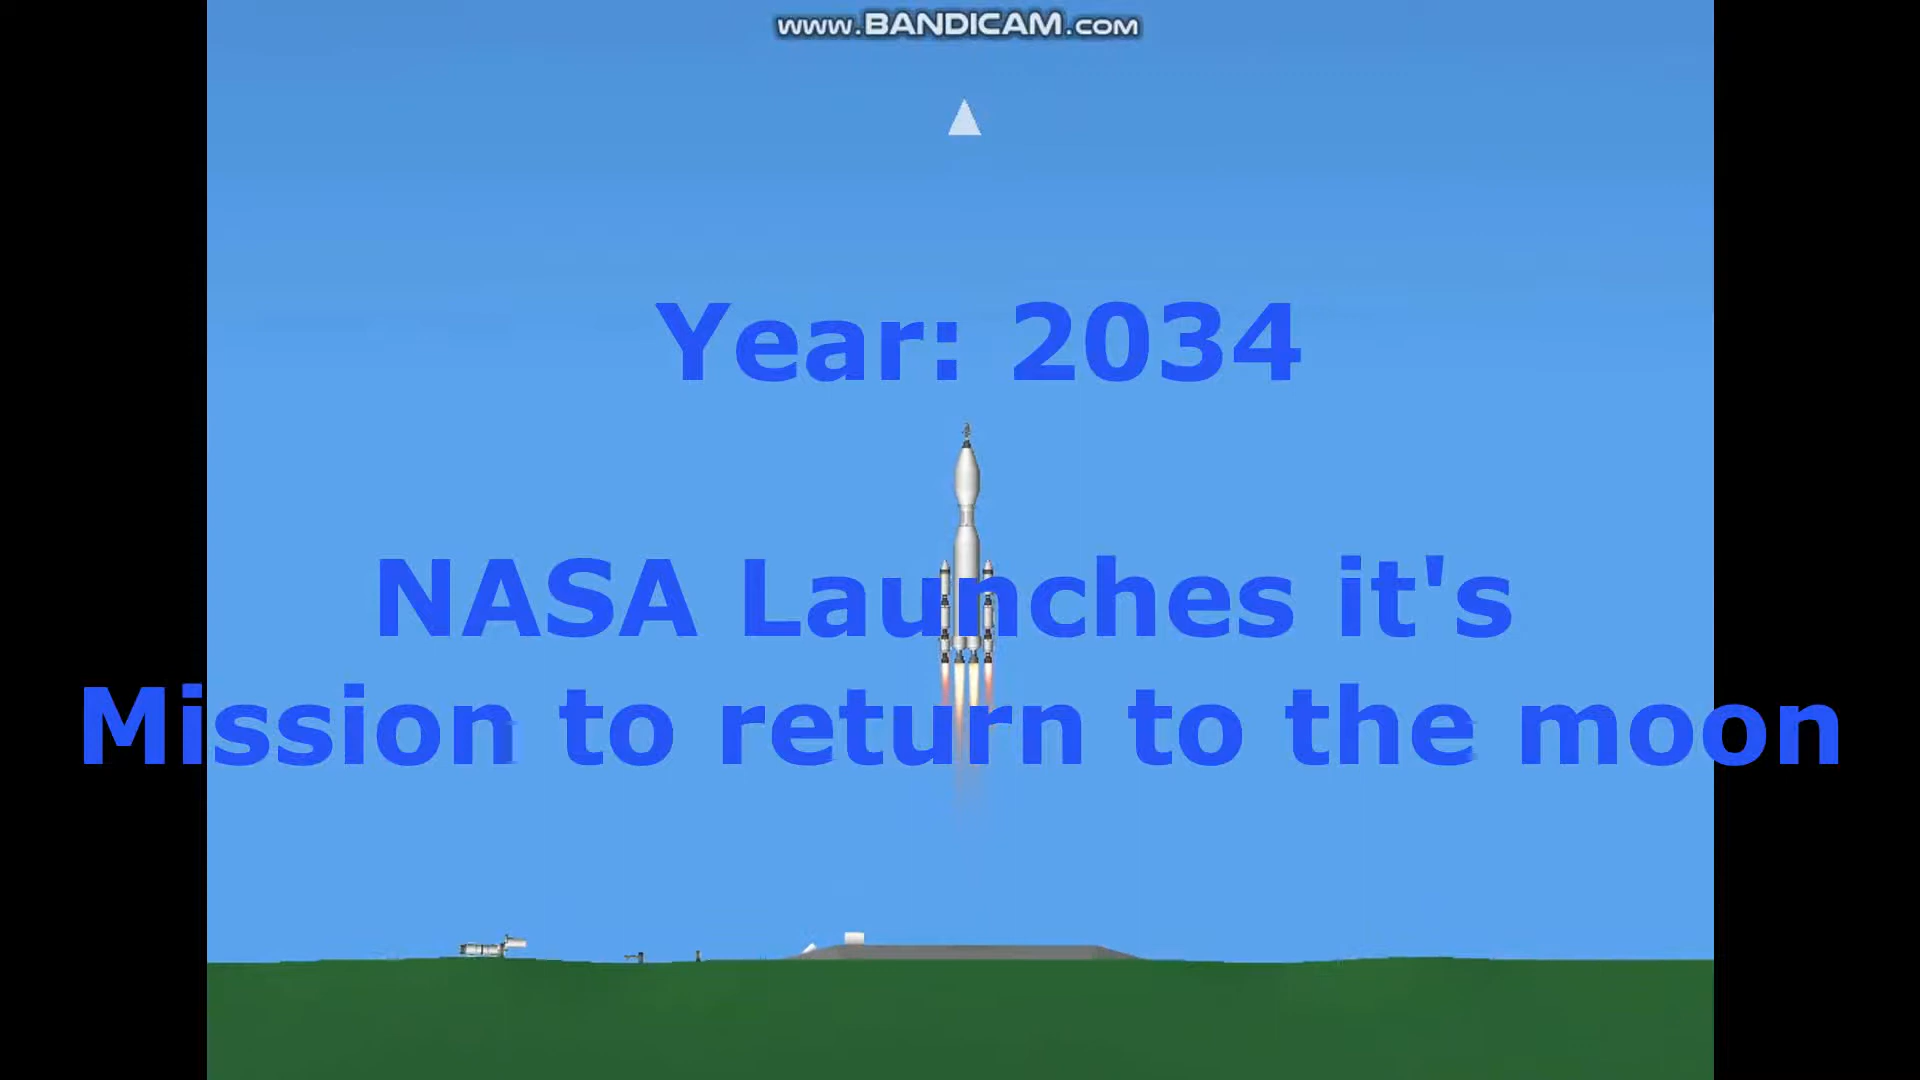 www.BANDICAM.com
Year: 2034
NASA Launches it's
Mission to return to the moon